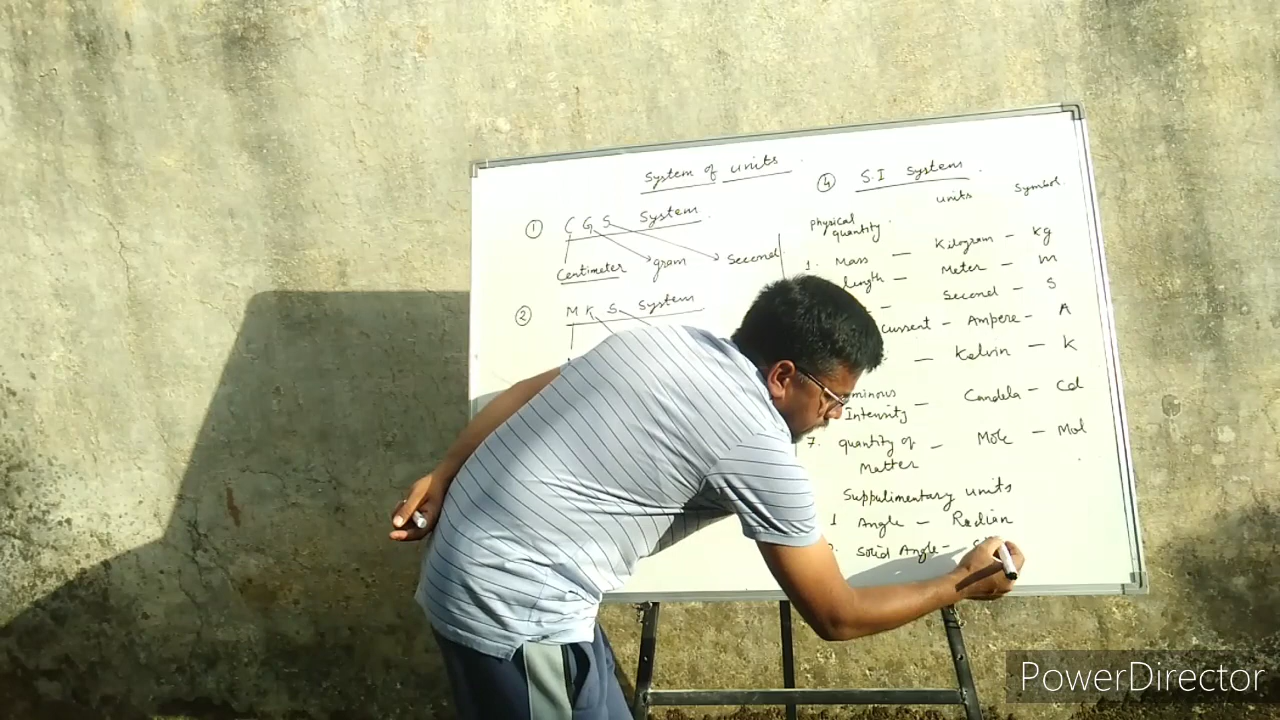 System of units
① C G S System
Centimeter gram Second
② M K S System
④ S.I System
Physical quantity units Symbol
1. Mass — Kilogram — kg
length — Meter — m
— Second — S
current — Ampere — A
— Kelvin — K
Intensity — Candela — Cd
7. quantity of Matter — Mole — Mol
Suppulimentary units
1 Angle — Radian
Solid Angle —
PowerDirector